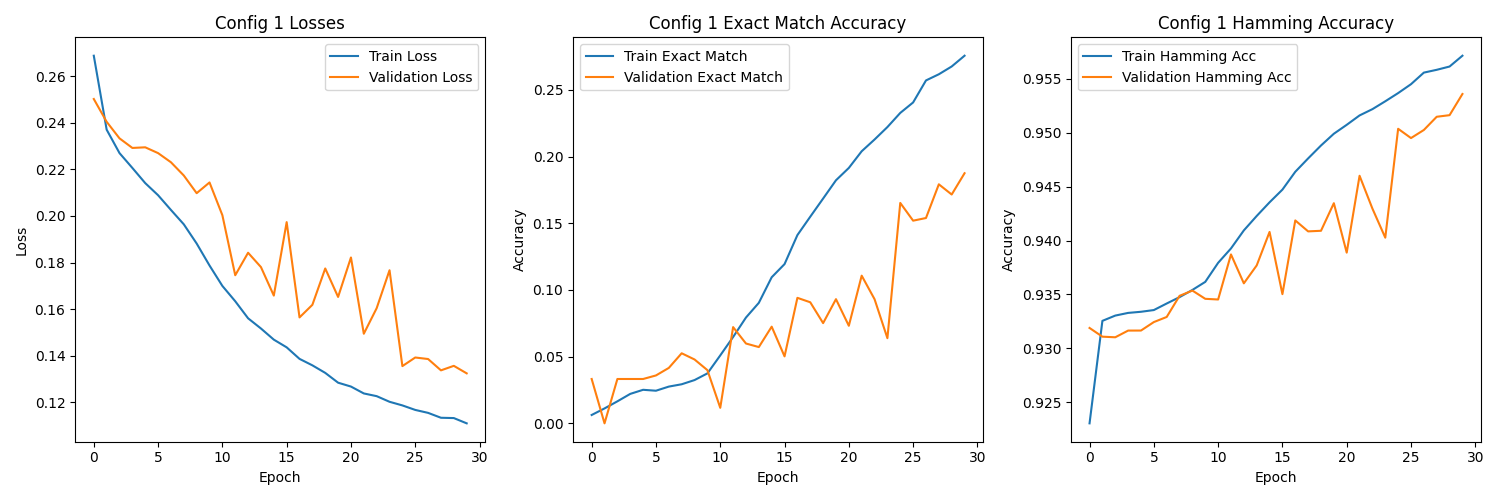 Config 1 Losses
Train Loss
Validation Loss
0.26
0.24
0.22
0.20
0.18
0.16
0.14
0.12
Loss
0 5 10 15 20 25 30
Epoch
Config 1 Exact Match Accuracy
Train Exact Match
Validation Exact Match
0.25
0.20
0.15
0.10
0.05
0.00
Accuracy
0 5 10 15 20 25 30
Epoch
Config 1 Hamming Accuracy
Train Hamming Acc
Validation Hamming Acc
0.955
0.950
0.945
0.940
0.935
0.930
0.925
Accuracy
0 5 10 15 20 25 30
Epoch